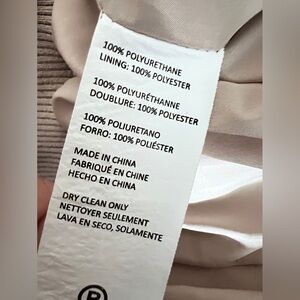 100% POLYURETHANE
LINING: 100% POLYESTER
100% POLYURÉTHANNE
DOUBLURE: 100% POLYESTER
100% POLIURETANO
FORRO: 100% POLIÉSTER
MADE IN CHINA
FABRIQUÉ EN CHINE
HECHO EN CHINA
DRY CLEAN ONLY
NETTOYER SEULEMENT
LAVA EN SECO, SOLAMENTE
P